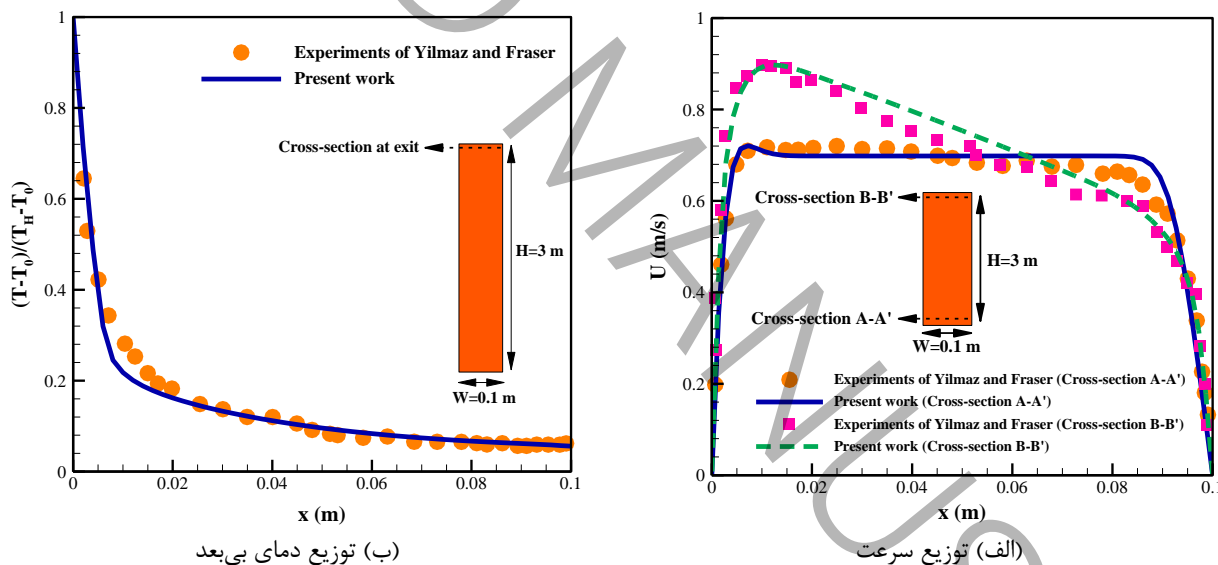 1
0.8
0.6
0.4
0.2
0
0
0.02
0.04
0.06
0.08
0.1
(T-T₀)/(T_H-T₀)
x (m)
Experiments of Yilmaz and Fraser
Present work
Cross-section at exit
H=3 m
W=0.1 m
(ب) توزیع دمای بی‌بعد
1
0.8
0.6
0.4
0.2
0
0
0.02
0.04
0.06
0.08
0.1
U (m/s)
x (m)
Cross-section B-B'
H=3 m
Cross-section A-A'
W=0.1 m
Experiments of Yilmaz and Fraser (Cross-section A-A')
Present work (Cross-section A-A')
Experiments of Yilmaz and Fraser (Cross-section B-B')
Present work (Cross-section B-B')
(الف) توزیع سرعت